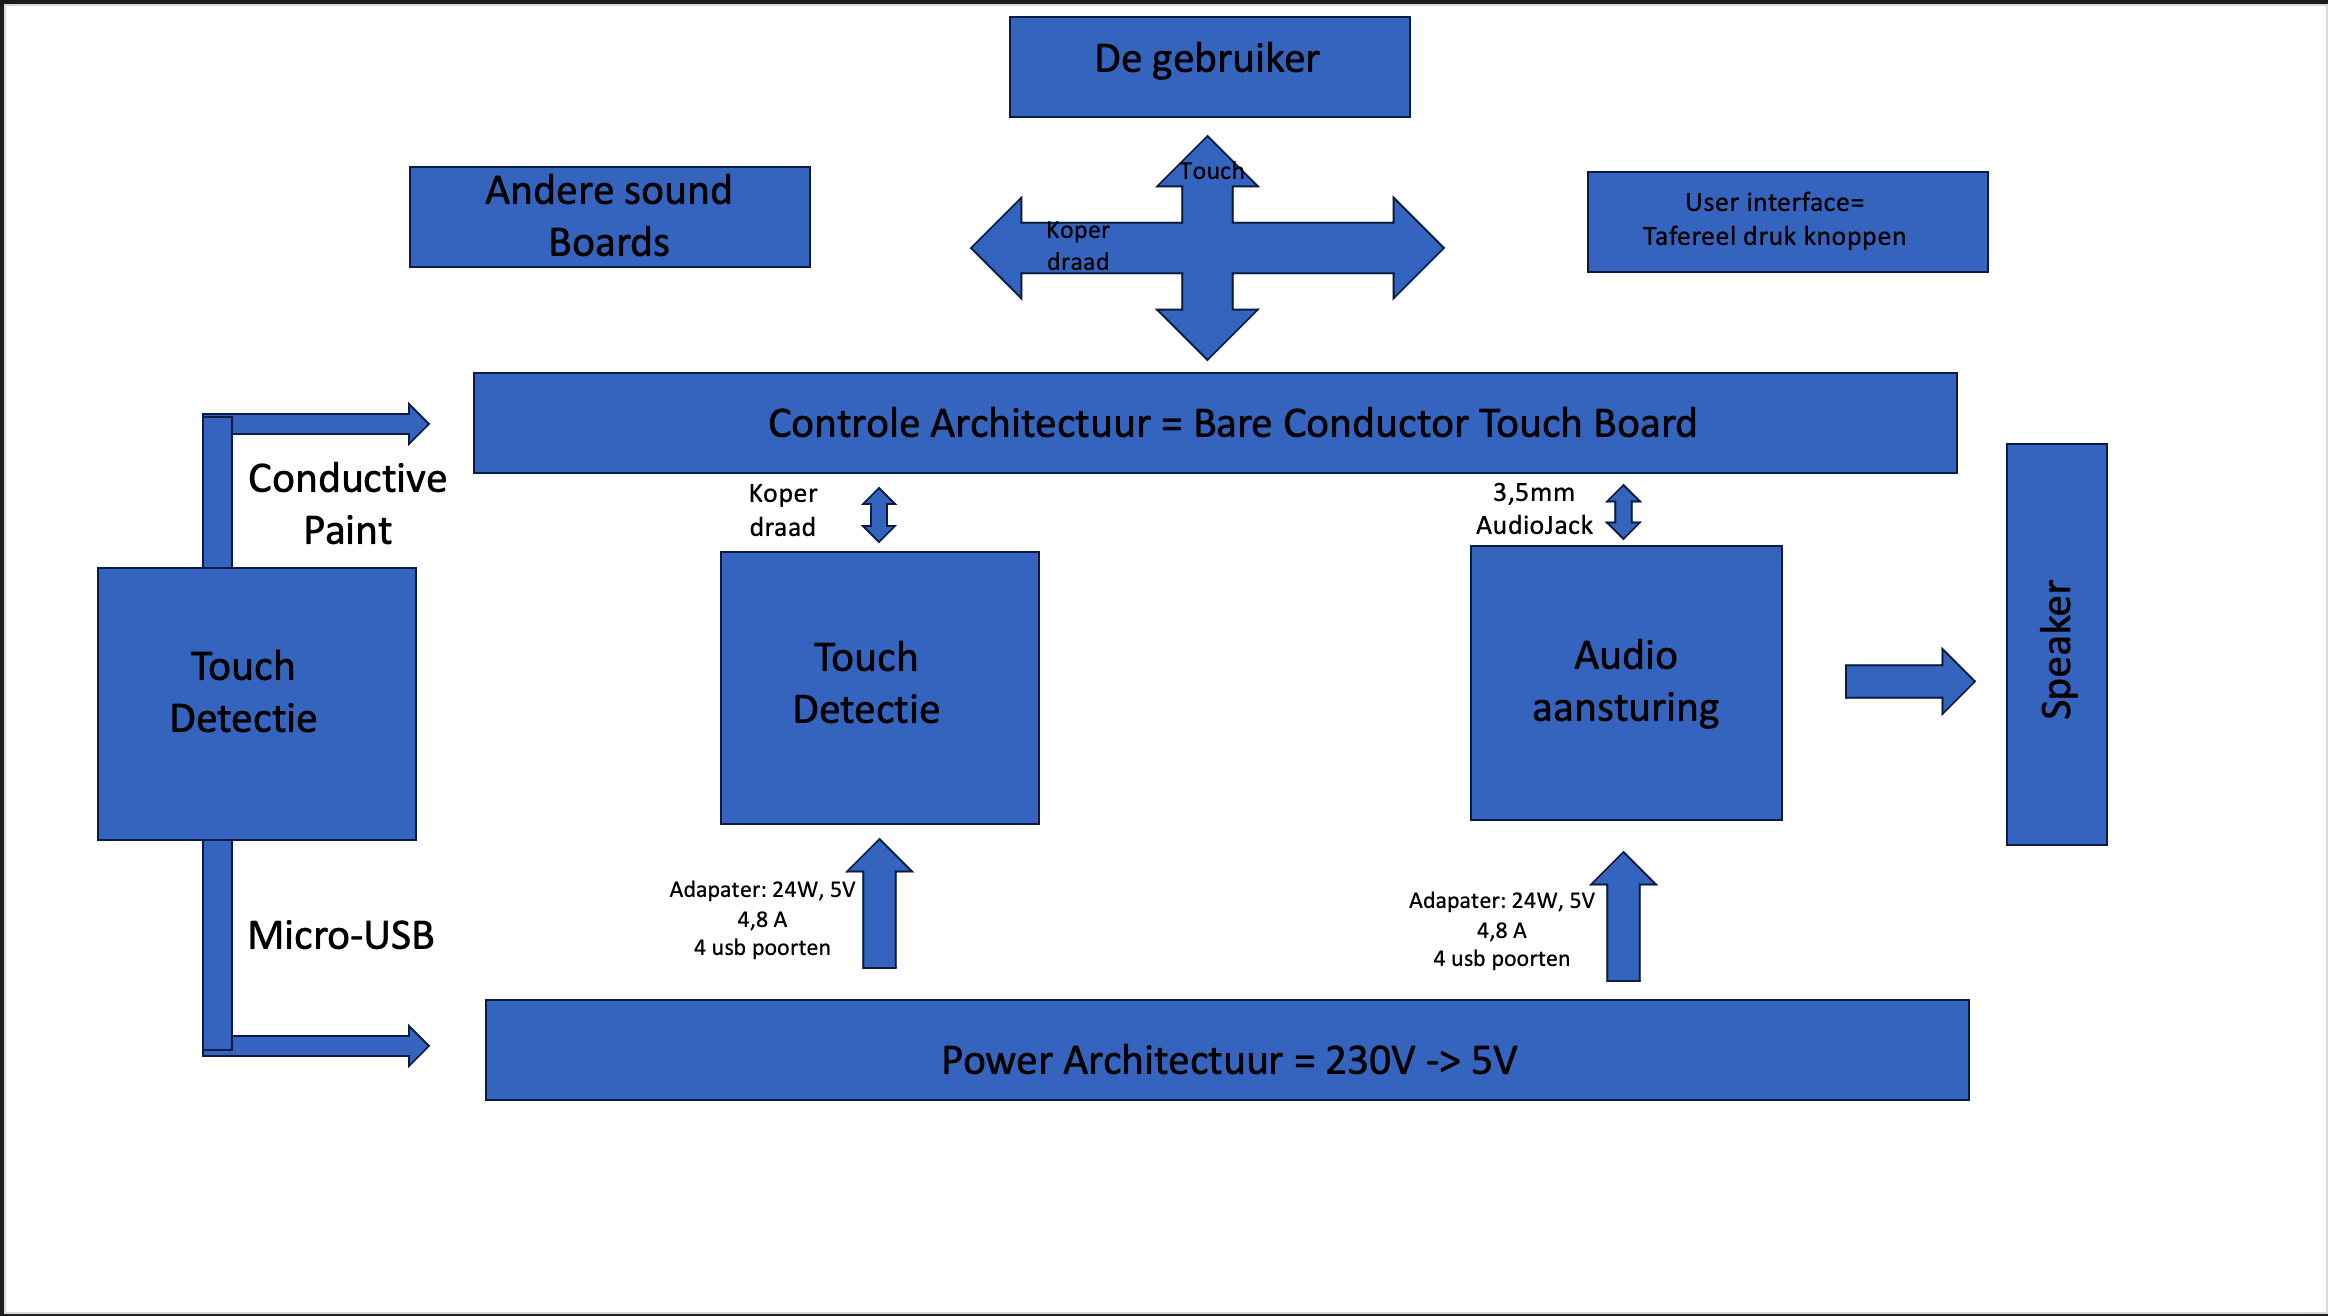 De gebruiker
Touch
Andere sound
Boards
Koper
draad
User interface=
Tafereel druk knoppen
Controle Architectuur = Bare Conductor Touch Board
Conductive
Paint
Koper
draad
3,5mm
AudioJack
Touch
Detectie
Touch
Detectie
Audio
aansturing
Speaker
Adapater: 24W, 5V
4,8 A
4 usb poorten
Adapater: 24W, 5V
4,8 A
4 usb poorten
Micro-USB
Power Architectuur = 230V -> 5V